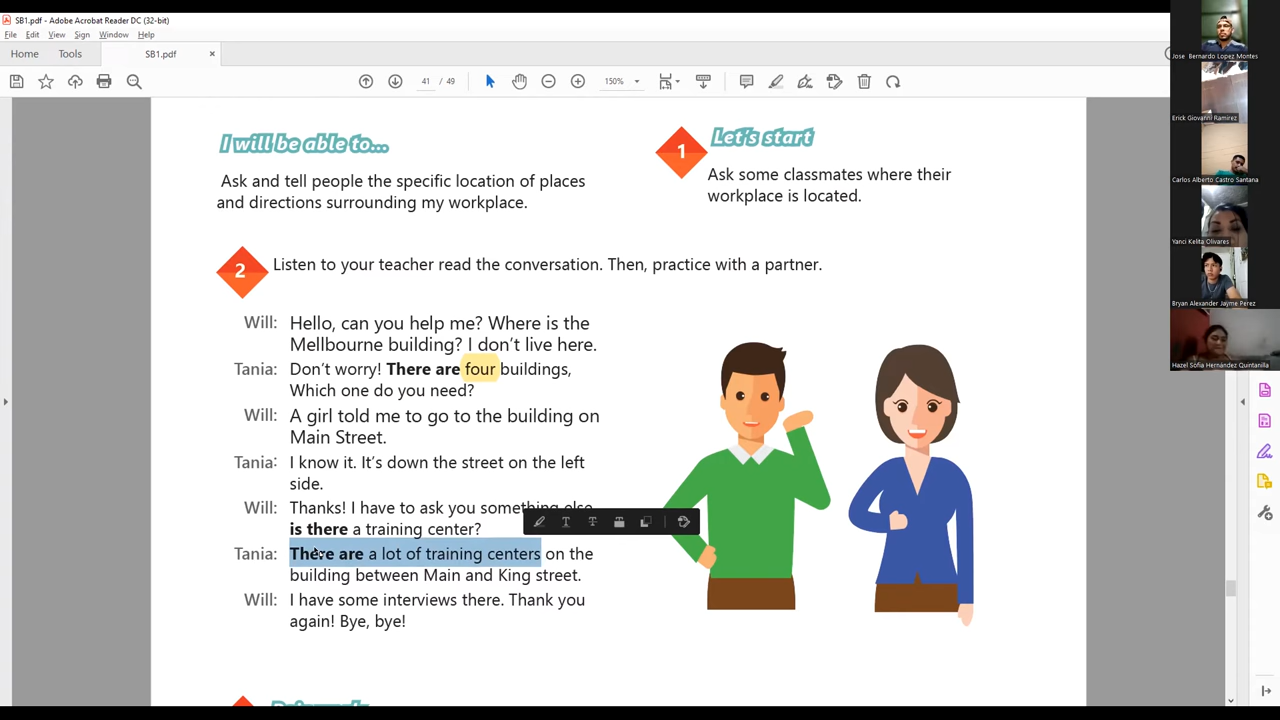 SB1.pdf - Adobe Acrobat Reader DC (32-bit)
File Edit View Sign Window Help
Home Tools SB1.pdf ×
41 / 49 150%
I will be able to...
Ask and tell people the specific location of places
and directions surrounding my workplace.
1 Let's start
Ask some classmates where their
workplace is located.
2 Listen to your teacher read the conversation. Then, practice with a partner.
Will: Hello, can you help me? Where is the
Mellbourne building? I don't live here.
Tania: Don't worry! There are four buildings,
Which one do you need?
Will: A girl told me to go to the building on
Main Street.
Tania: I know it. It's down the street on the left
side.
Will: Thanks! I have to ask you something else
is there a training center?
Tania: There are a lot of training centers on the
building between Main and King street.
Will: I have some interviews there. Thank you
again! Bye, bye!
Jose Bernardo Lopez Montes
Erick Giovanni Ramirez
Carlos Alberto Castro Santana
Yanci Kelita Olivares
Bryan Alexander Jayme Perez
Hazel Sofia Hernández Quintanilla